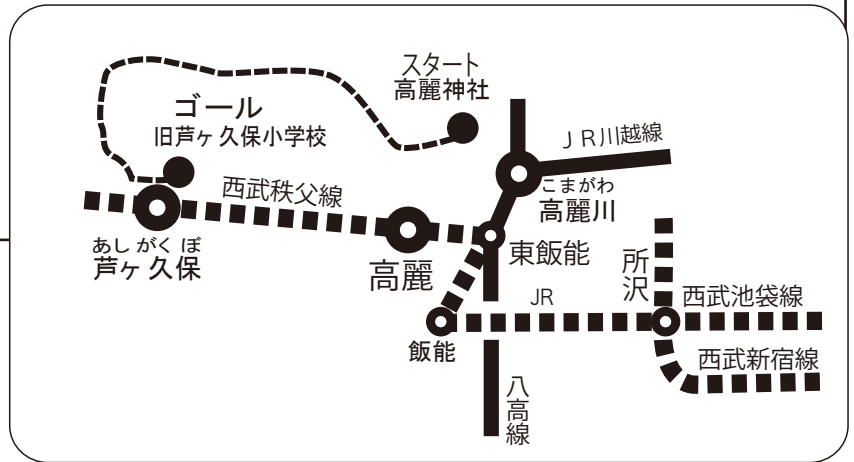 スタート
高麗神社
ゴール
旧芦ヶ久保小学校
JR川越線
西武秩父線
こまがわ
高麗川
あしがくぼ
芦ヶ久保
高麗
東飯能
所沢
JR
西武池袋線
飯能
西武新宿線
八高線